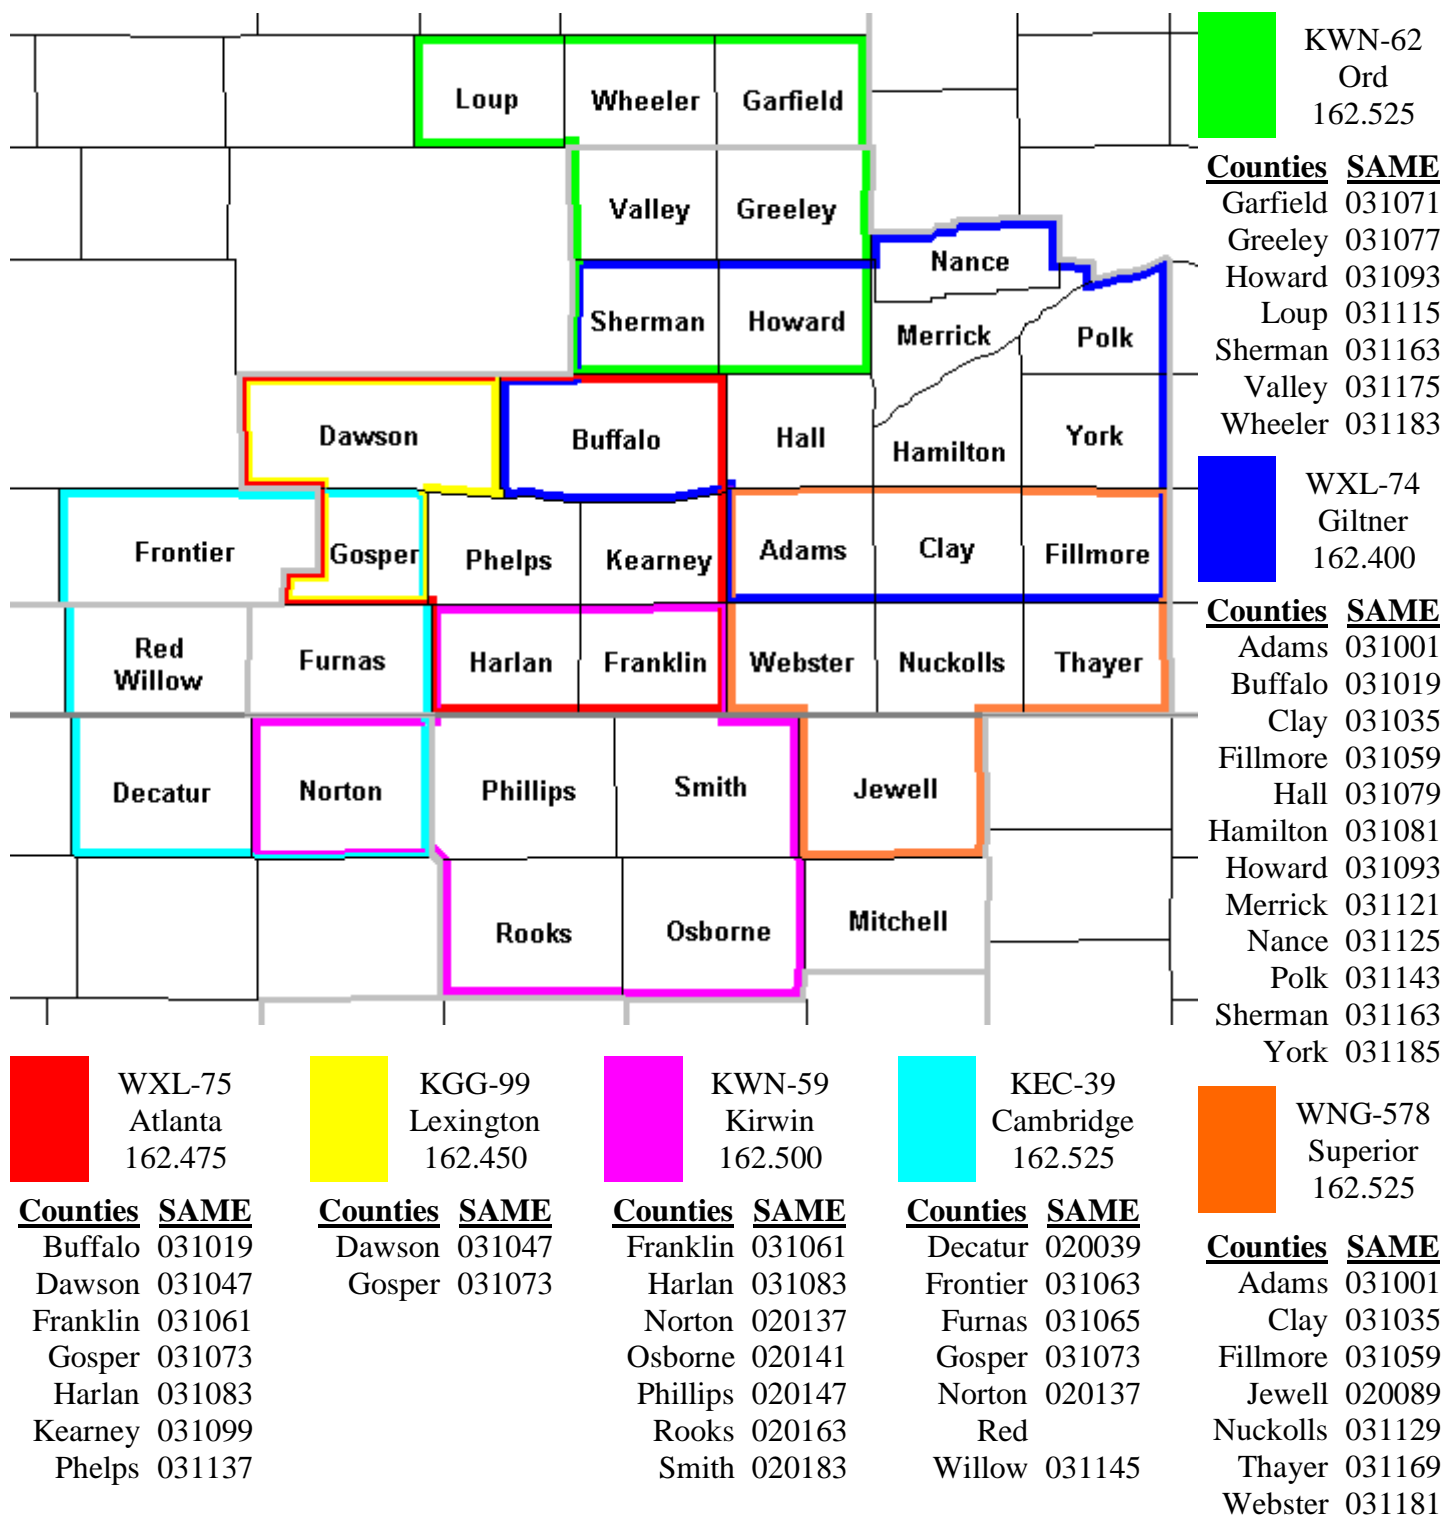 Loup
Wheeler
Garfield
Valley
Greeley
Nance
Sherman
Howard
Merrick
Polk
Dawson
Buffalo
Hall
Hamilton
York
Frontier
Gosper
Phelps
Kearney
Adams
Clay
Fillmore
Red
Willow
Furnas
Harlan
Franklin
Webster
Nuckolls
Thayer
Decatur
Norton
Phillips
Smith
Jewell
Rooks
Osborne
Mitchell
KWN-62
Ord
162.525
Counties SAME
Garfield 031071
Greeley 031077
Howard 031093
Loup 031115
Sherman 031163
Valley 031175
Wheeler 031183
WXL-74
Giltner
162.400
Counties SAME
Adams 031001
Buffalo 031019
Clay 031035
Fillmore 031059
Hall 031079
Hamilton 031081
Howard 031093
Merrick 031121
Nance 031125
Polk 031143
Sherman 031163
York 031185
WXL-75
Atlanta
162.475
Counties SAME
Buffalo 031019
Dawson 031047
Franklin 031061
Gosper 031073
Harlan 031083
Kearney 031099
Phelps 031137
KGG-99
Lexington
162.450
Counties SAME
Dawson 031047
Gosper 031073
KWN-59
Kirwin
162.500
Counties SAME
Franklin 031061
Harlan 031083
Norton 020137
Osborne 020141
Phillips 020147
Rooks 020163
Smith 020183
KEC-39
Cambridge
162.525
Counties SAME
Decatur 020039
Frontier 031063
Furnas 031065
Gosper 031073
Norton 020137
Red
Willow 031145
WNG-578
Superior
162.525
Counties SAME
Adams 031001
Clay 031035
Fillmore 031059
Jewell 020089
Nuckolls 031129
Thayer 031169
Webster 031181